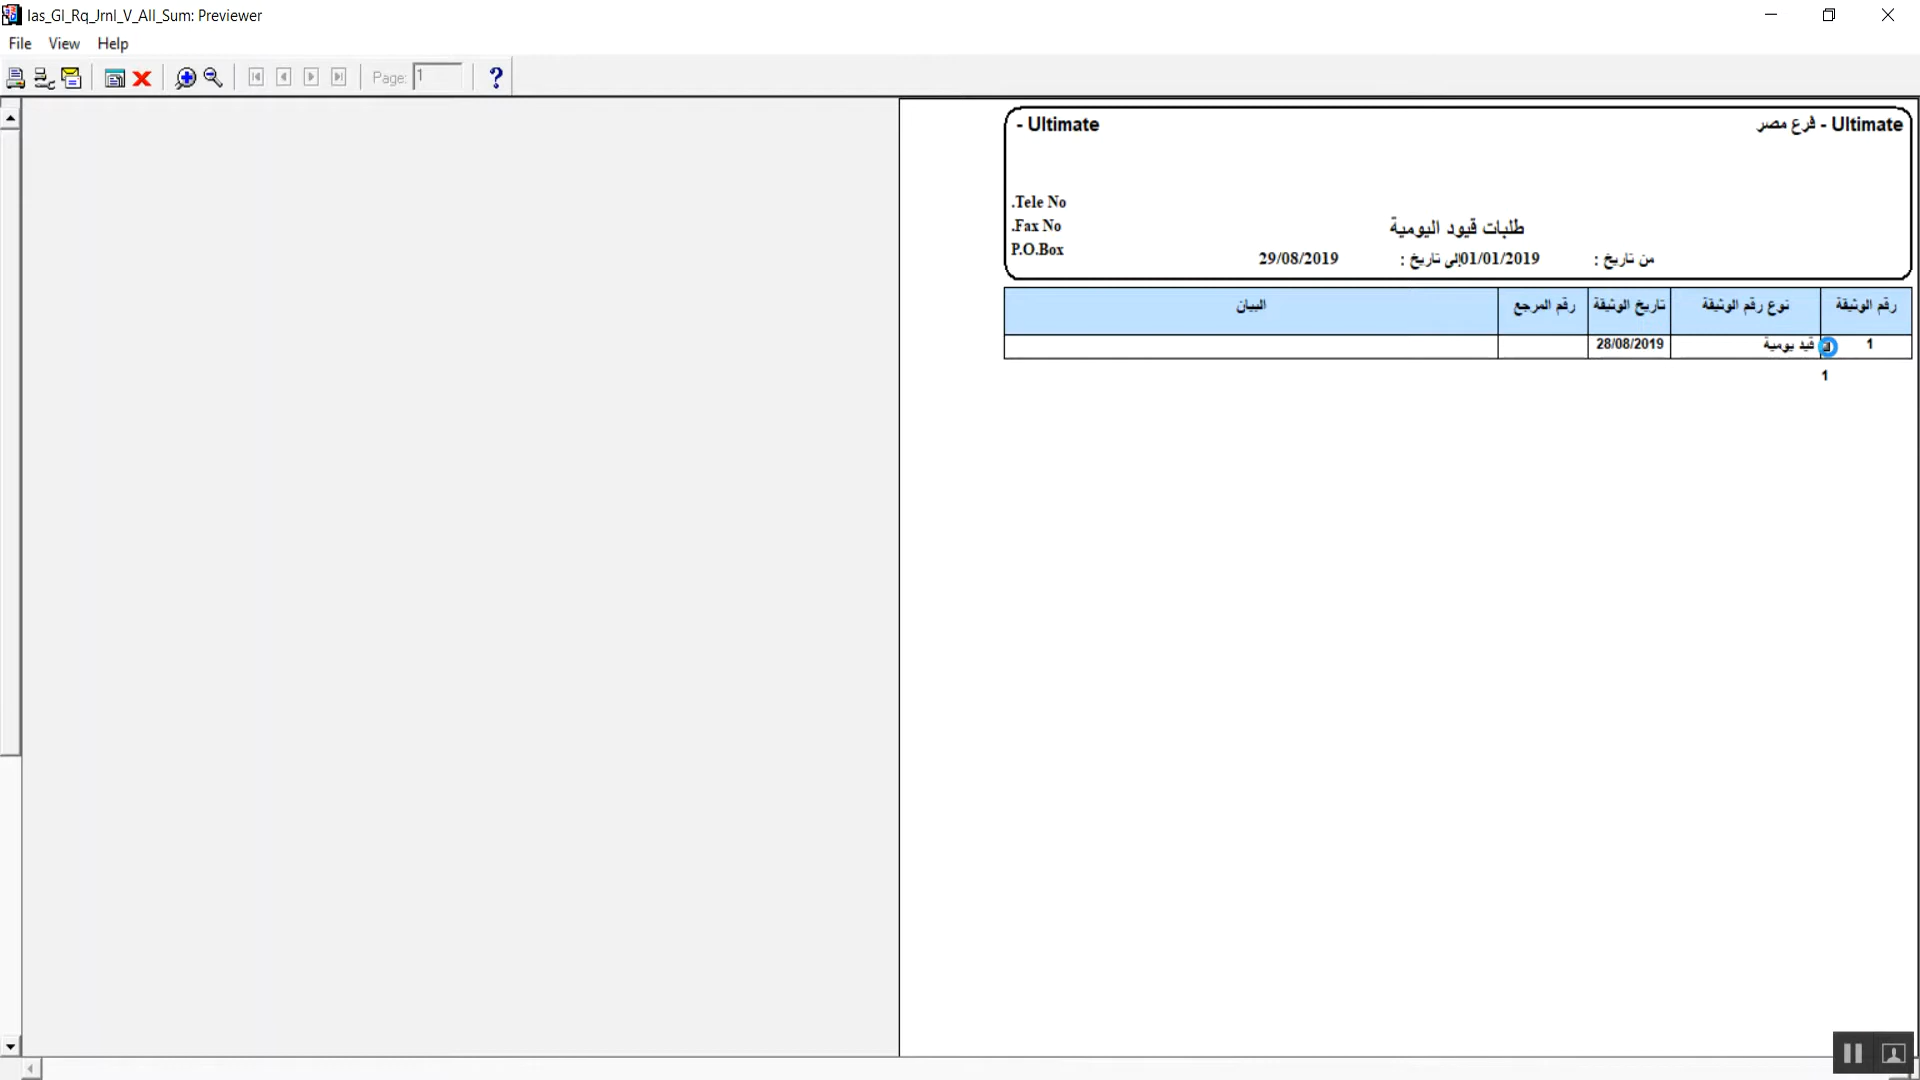 Ias_Gl_Rq_Jrnl_V_All_Sum: Previewer
File View Help
Page: 1
Ultimate - فرع مصر
- Ultimate
.Tele No
.Fax No
P.O.Box
طلبات قيود اليومية
من تاريخ : 01/01/2019 إلى تاريخ : 29/08/2019
رقم الوثيقة نوع رقم الوثيقة تاريخ الوثيقة رقم المرجع البيان
1 قيد يومية 28/08/2019
1